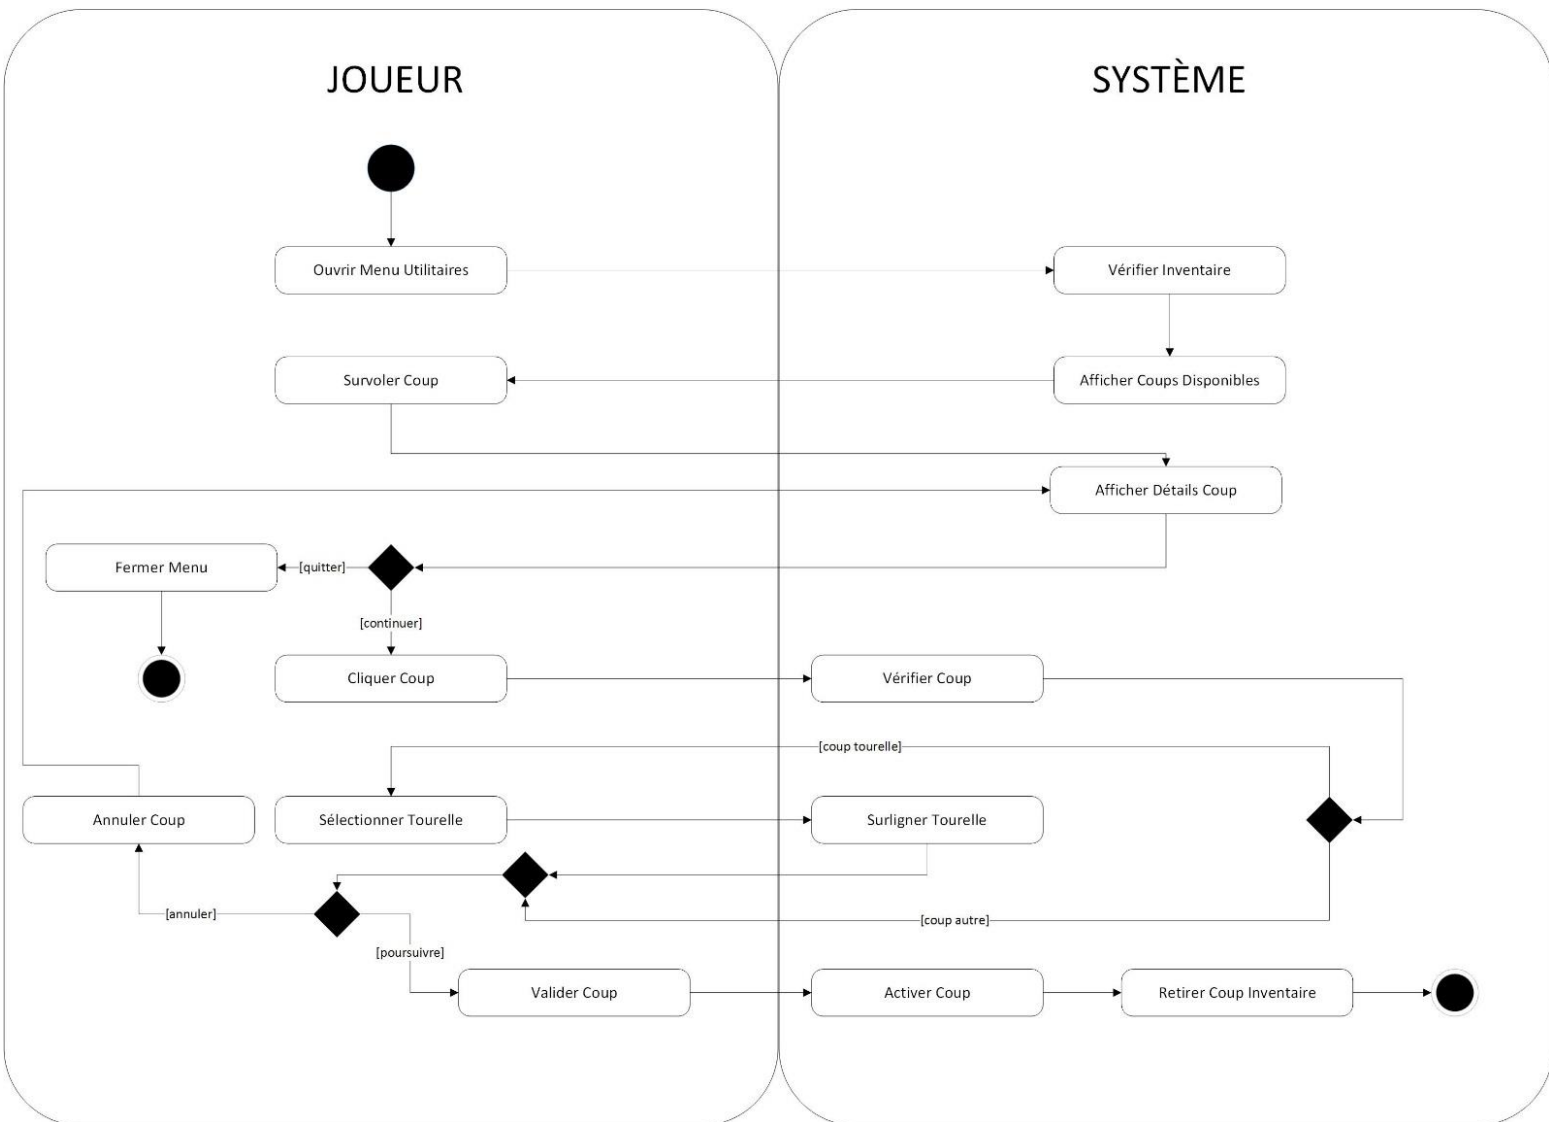 JOUEUR
SYSTÈME
Ouvrir Menu Utilitaires
Vérifier Inventaire
Survoler Coup
Afficher Coups Disponibles
Afficher Détails Coup
Fermer Menu
[quitter]
[continuer]
Cliquer Coup
Vérifier Coup
[coup tourelle]
Annuler Coup
Sélectionner Tourelle
Surligner Tourelle
[annuler]
[coup autre]
[poursuivre]
Valider Coup
Activer Coup
Retirer Coup Inventaire